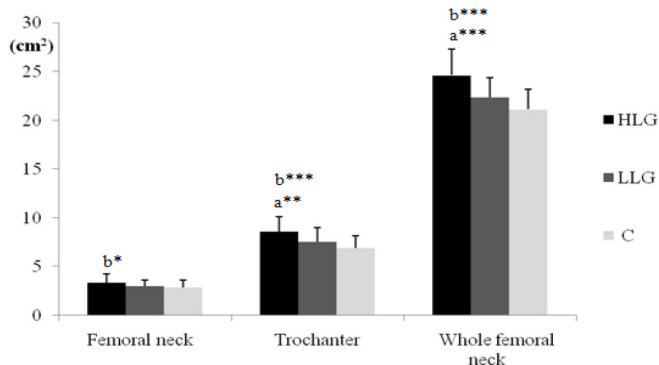 30
(cm²)
25
20
15
10
5
0
b*
b***
a**
b***
a***
Femoral neck
Trochanter
Whole femoral
neck
HLG
LLG
C